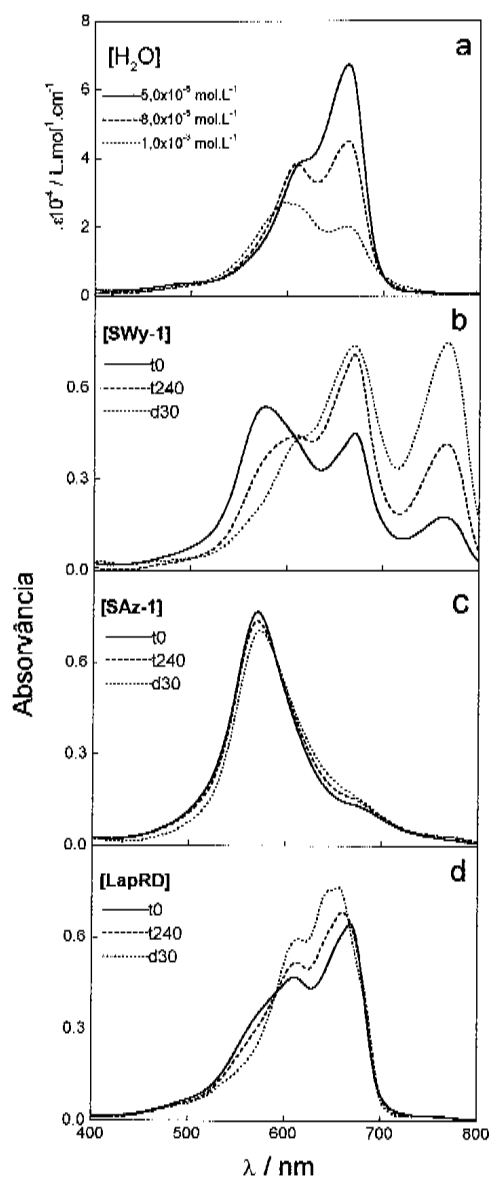 a
[H₂O]
5,0x10⁻⁶ mol.L⁻¹
8,0x10⁻⁵ mol.L⁻¹
1,0x10⁻³ mol.L⁻¹
.ε10⁻⁴ / L.mol¹.cm⁻¹
8
6
4
2
0
b
[SWy-1]
t0
t240
d30
0.6
0.3
0.0
c
[SAz-1]
t0
t240
d30
0.6
0.3
0.0
Absorvância
d
[LapRD]
t0
t240
d30
0.6
0.3
0.0
400 500 600 700 800
λ / nm